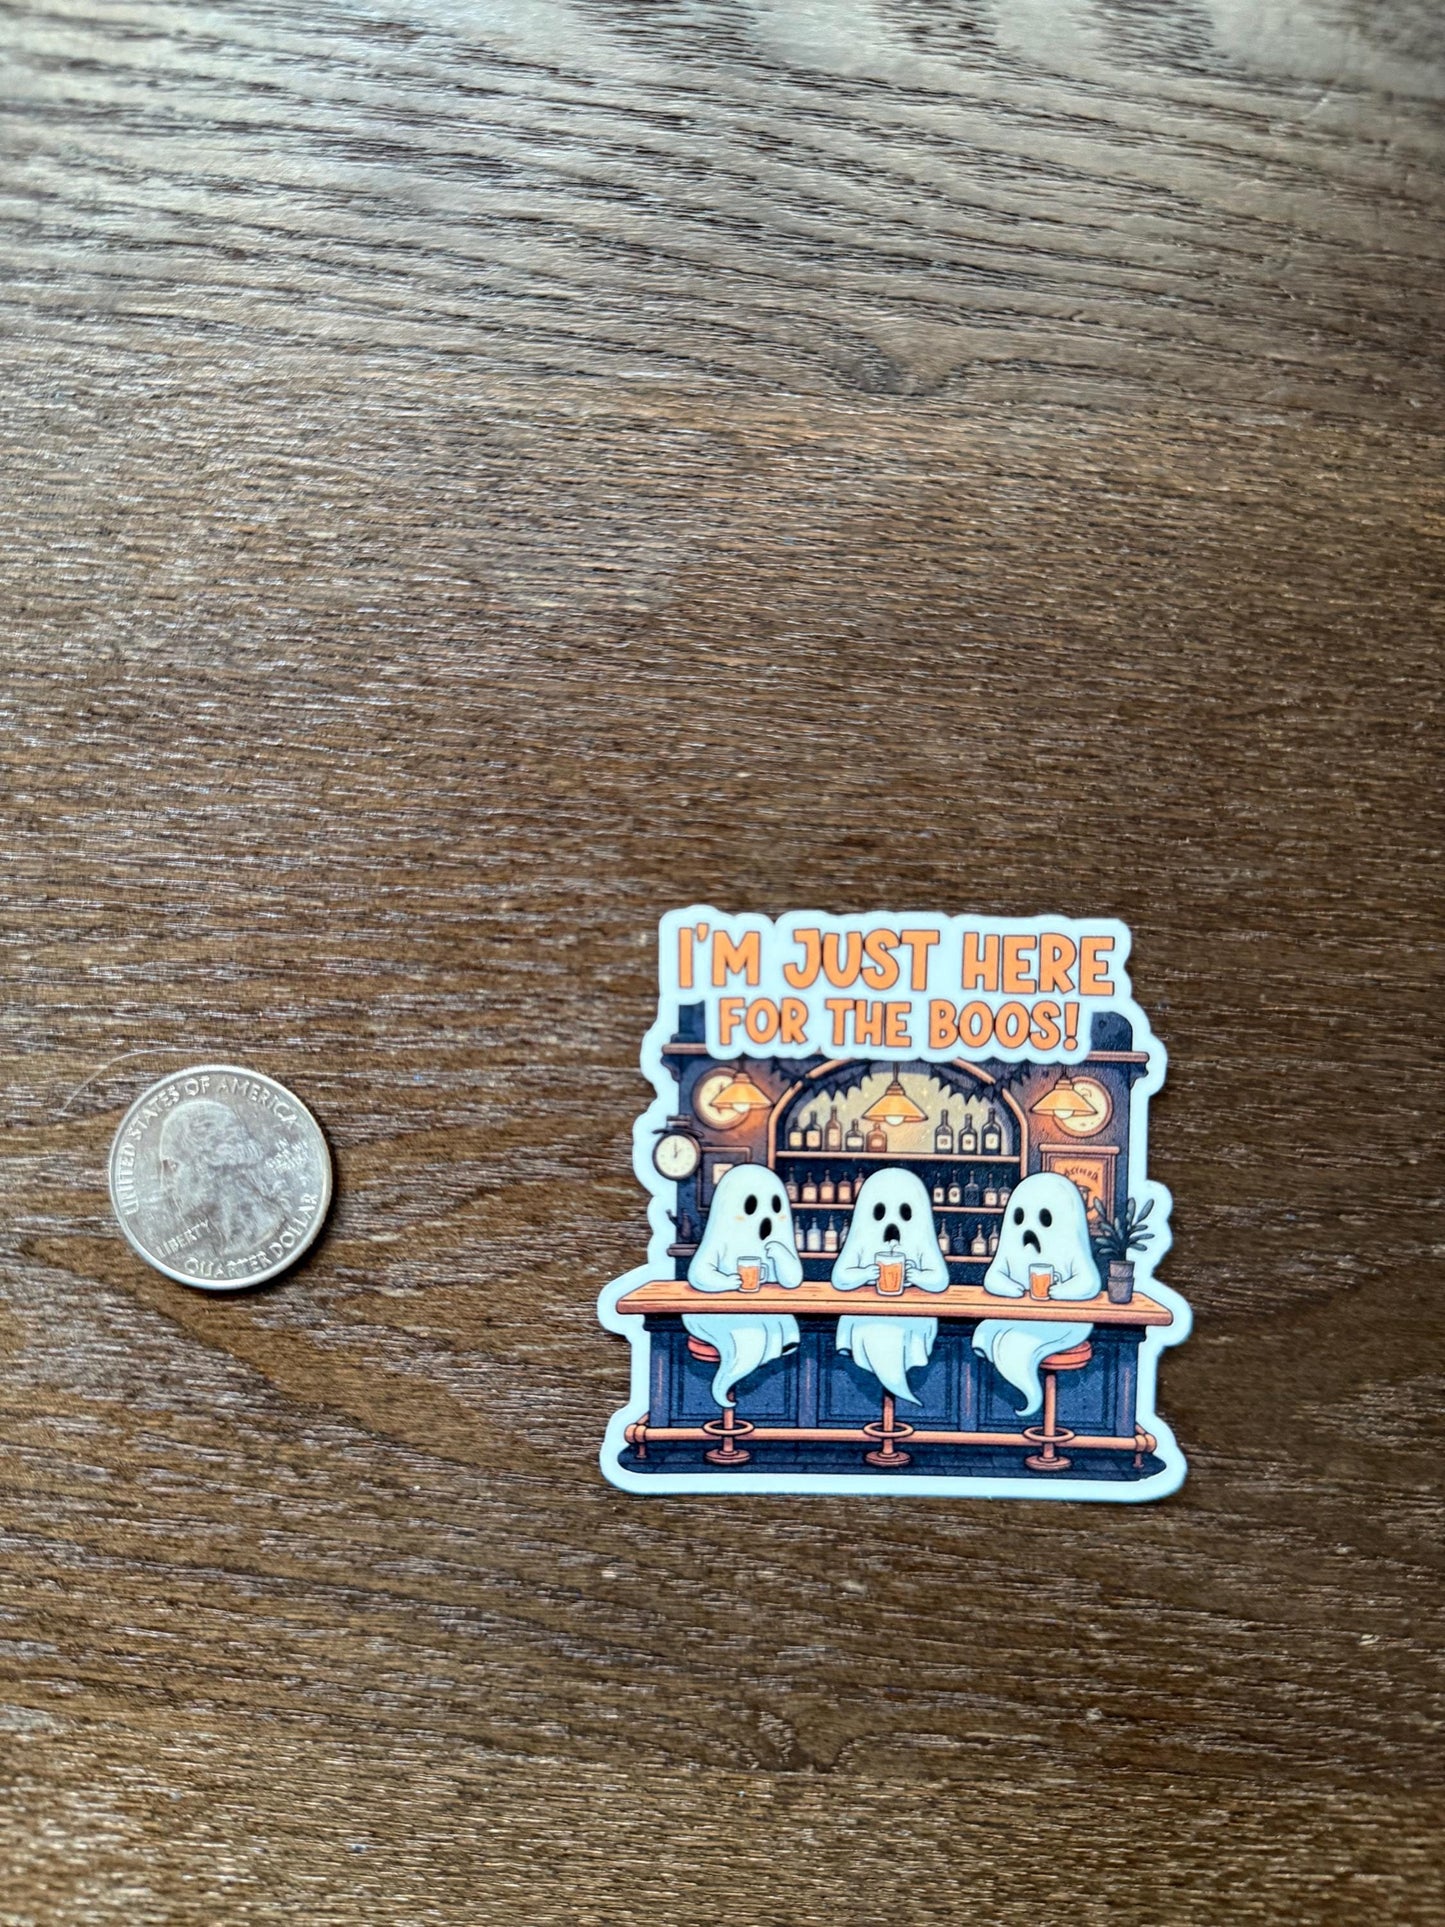 I'M JUST HERE
FOR THE BOOS!
UNITED STATES OF AMERICA
LIBERTY
QUARTER DOLLAR